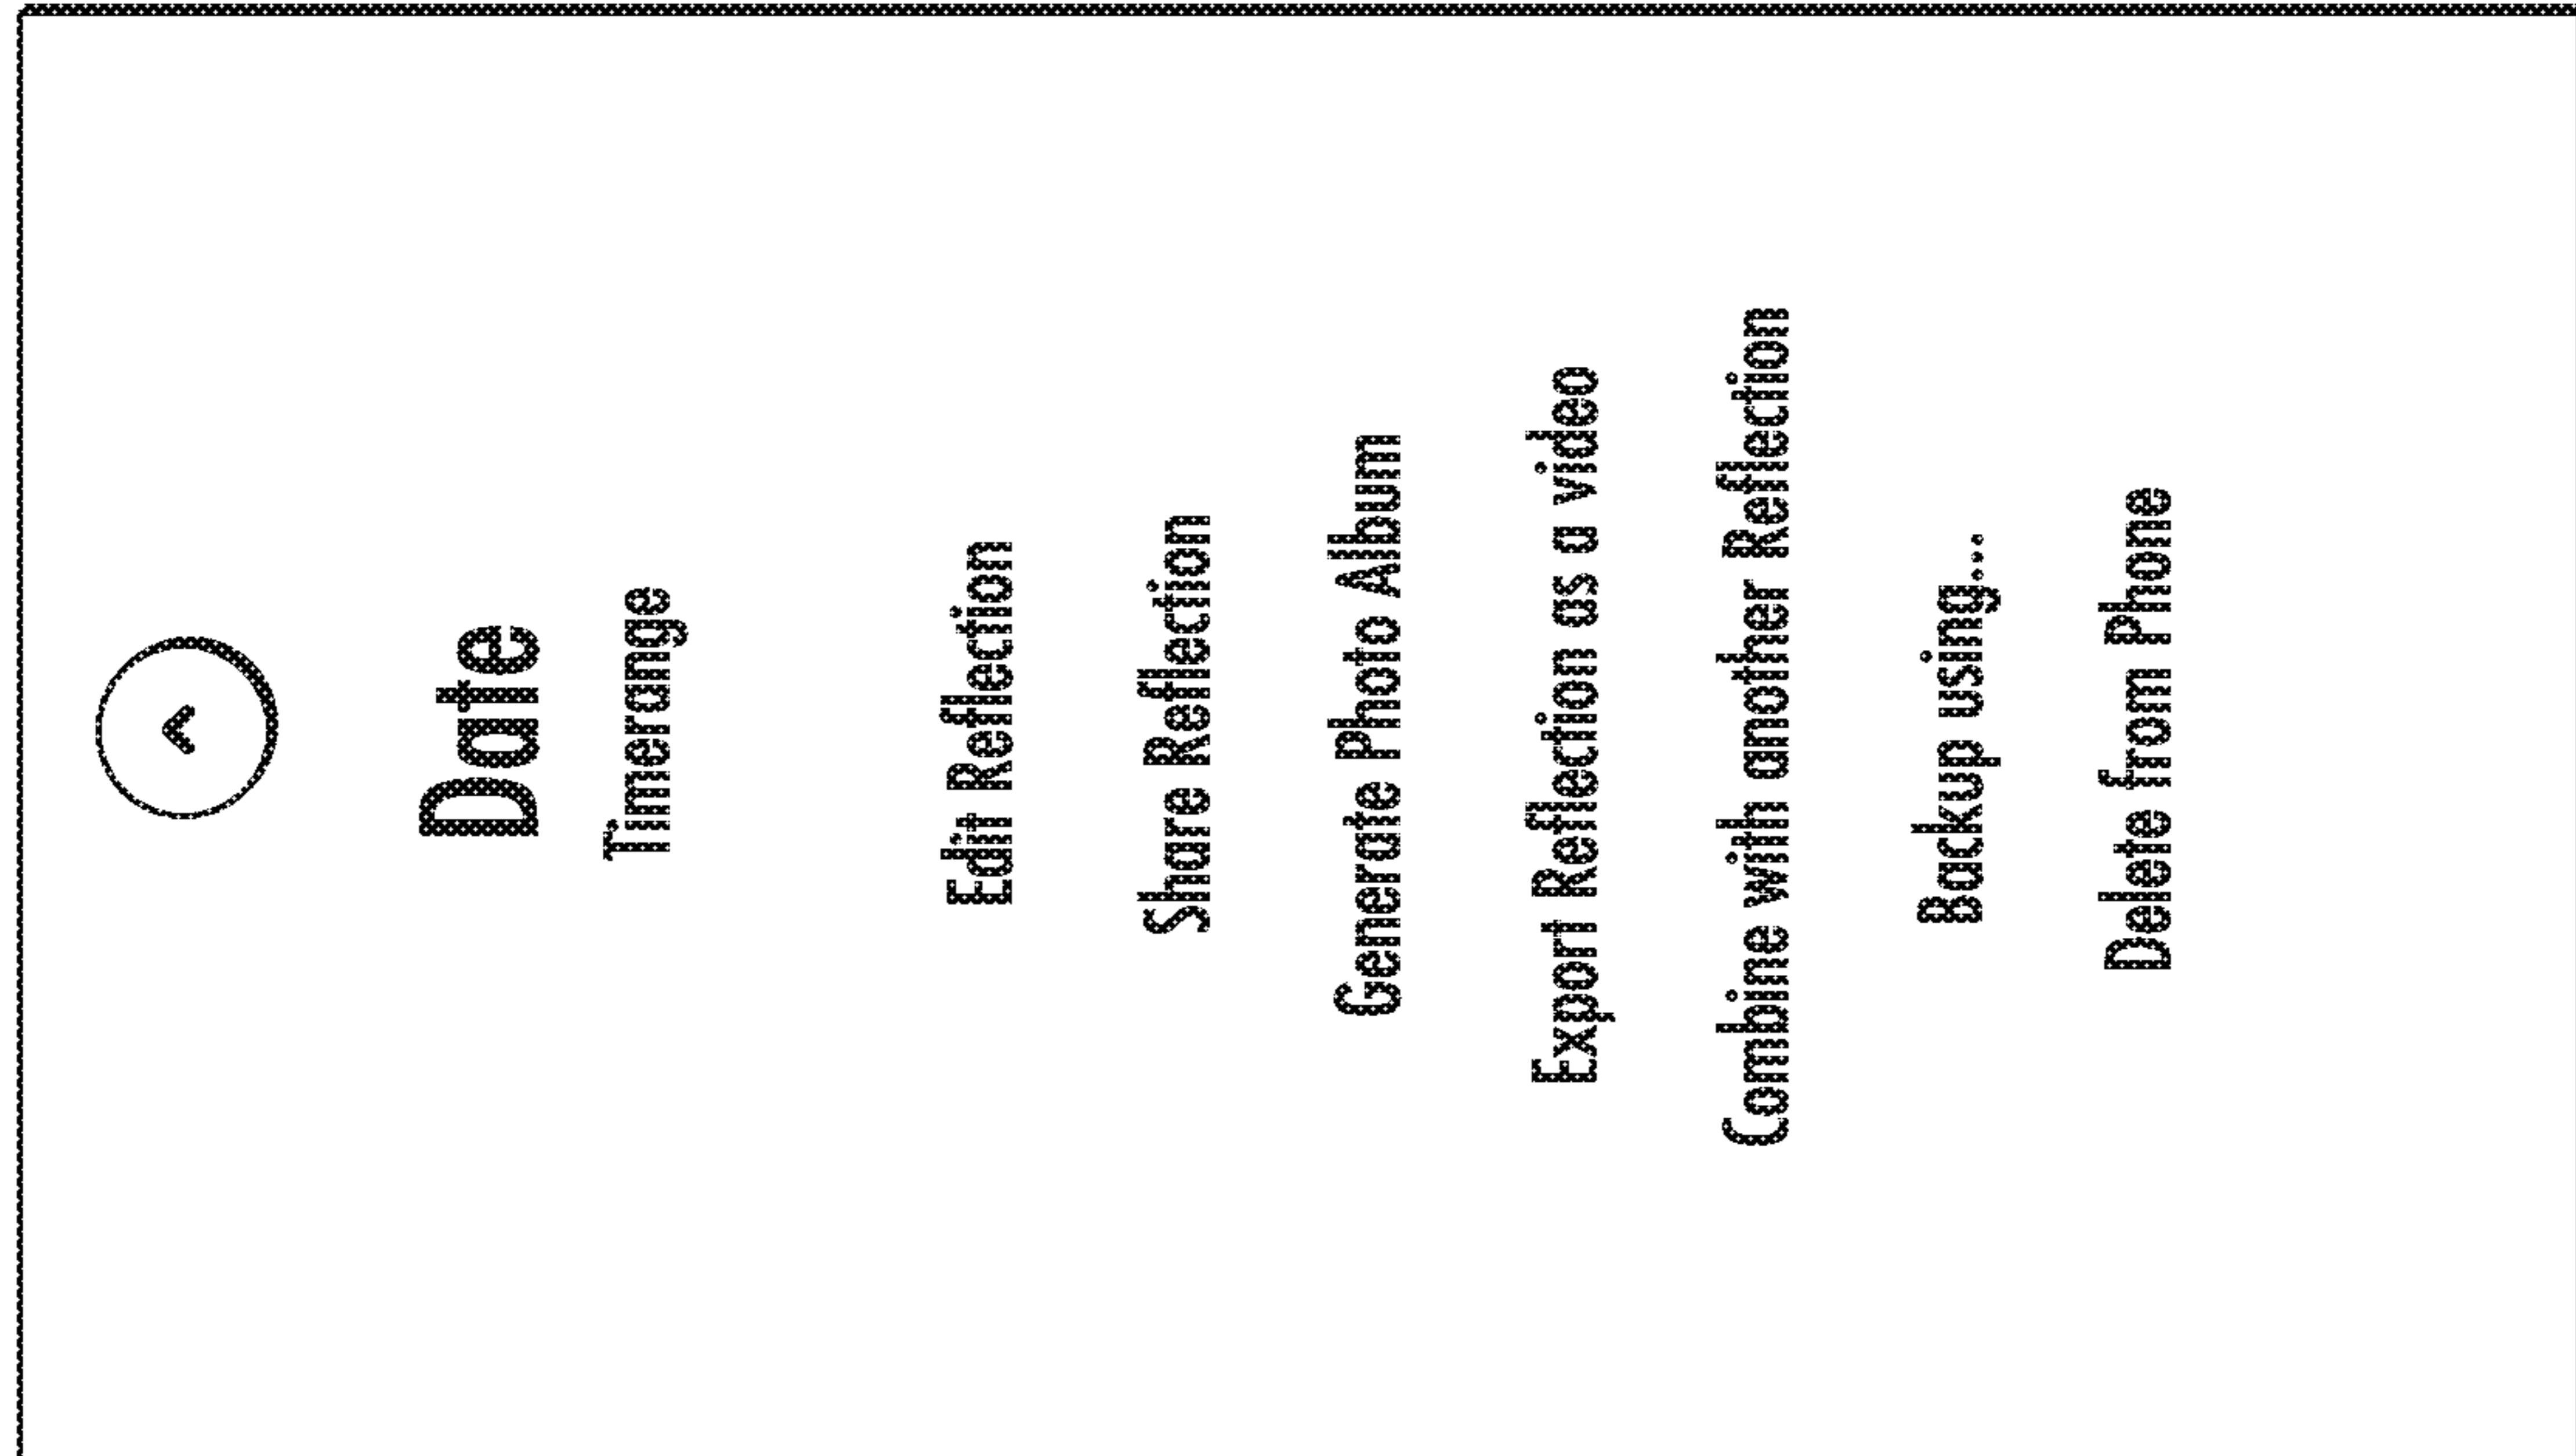 Date
Timerange
Edit Reflection
Share Reflection
Generate Photo Album
Export Reflection as a video
Combine with another Reflection
Backup using...
Delete from Phone